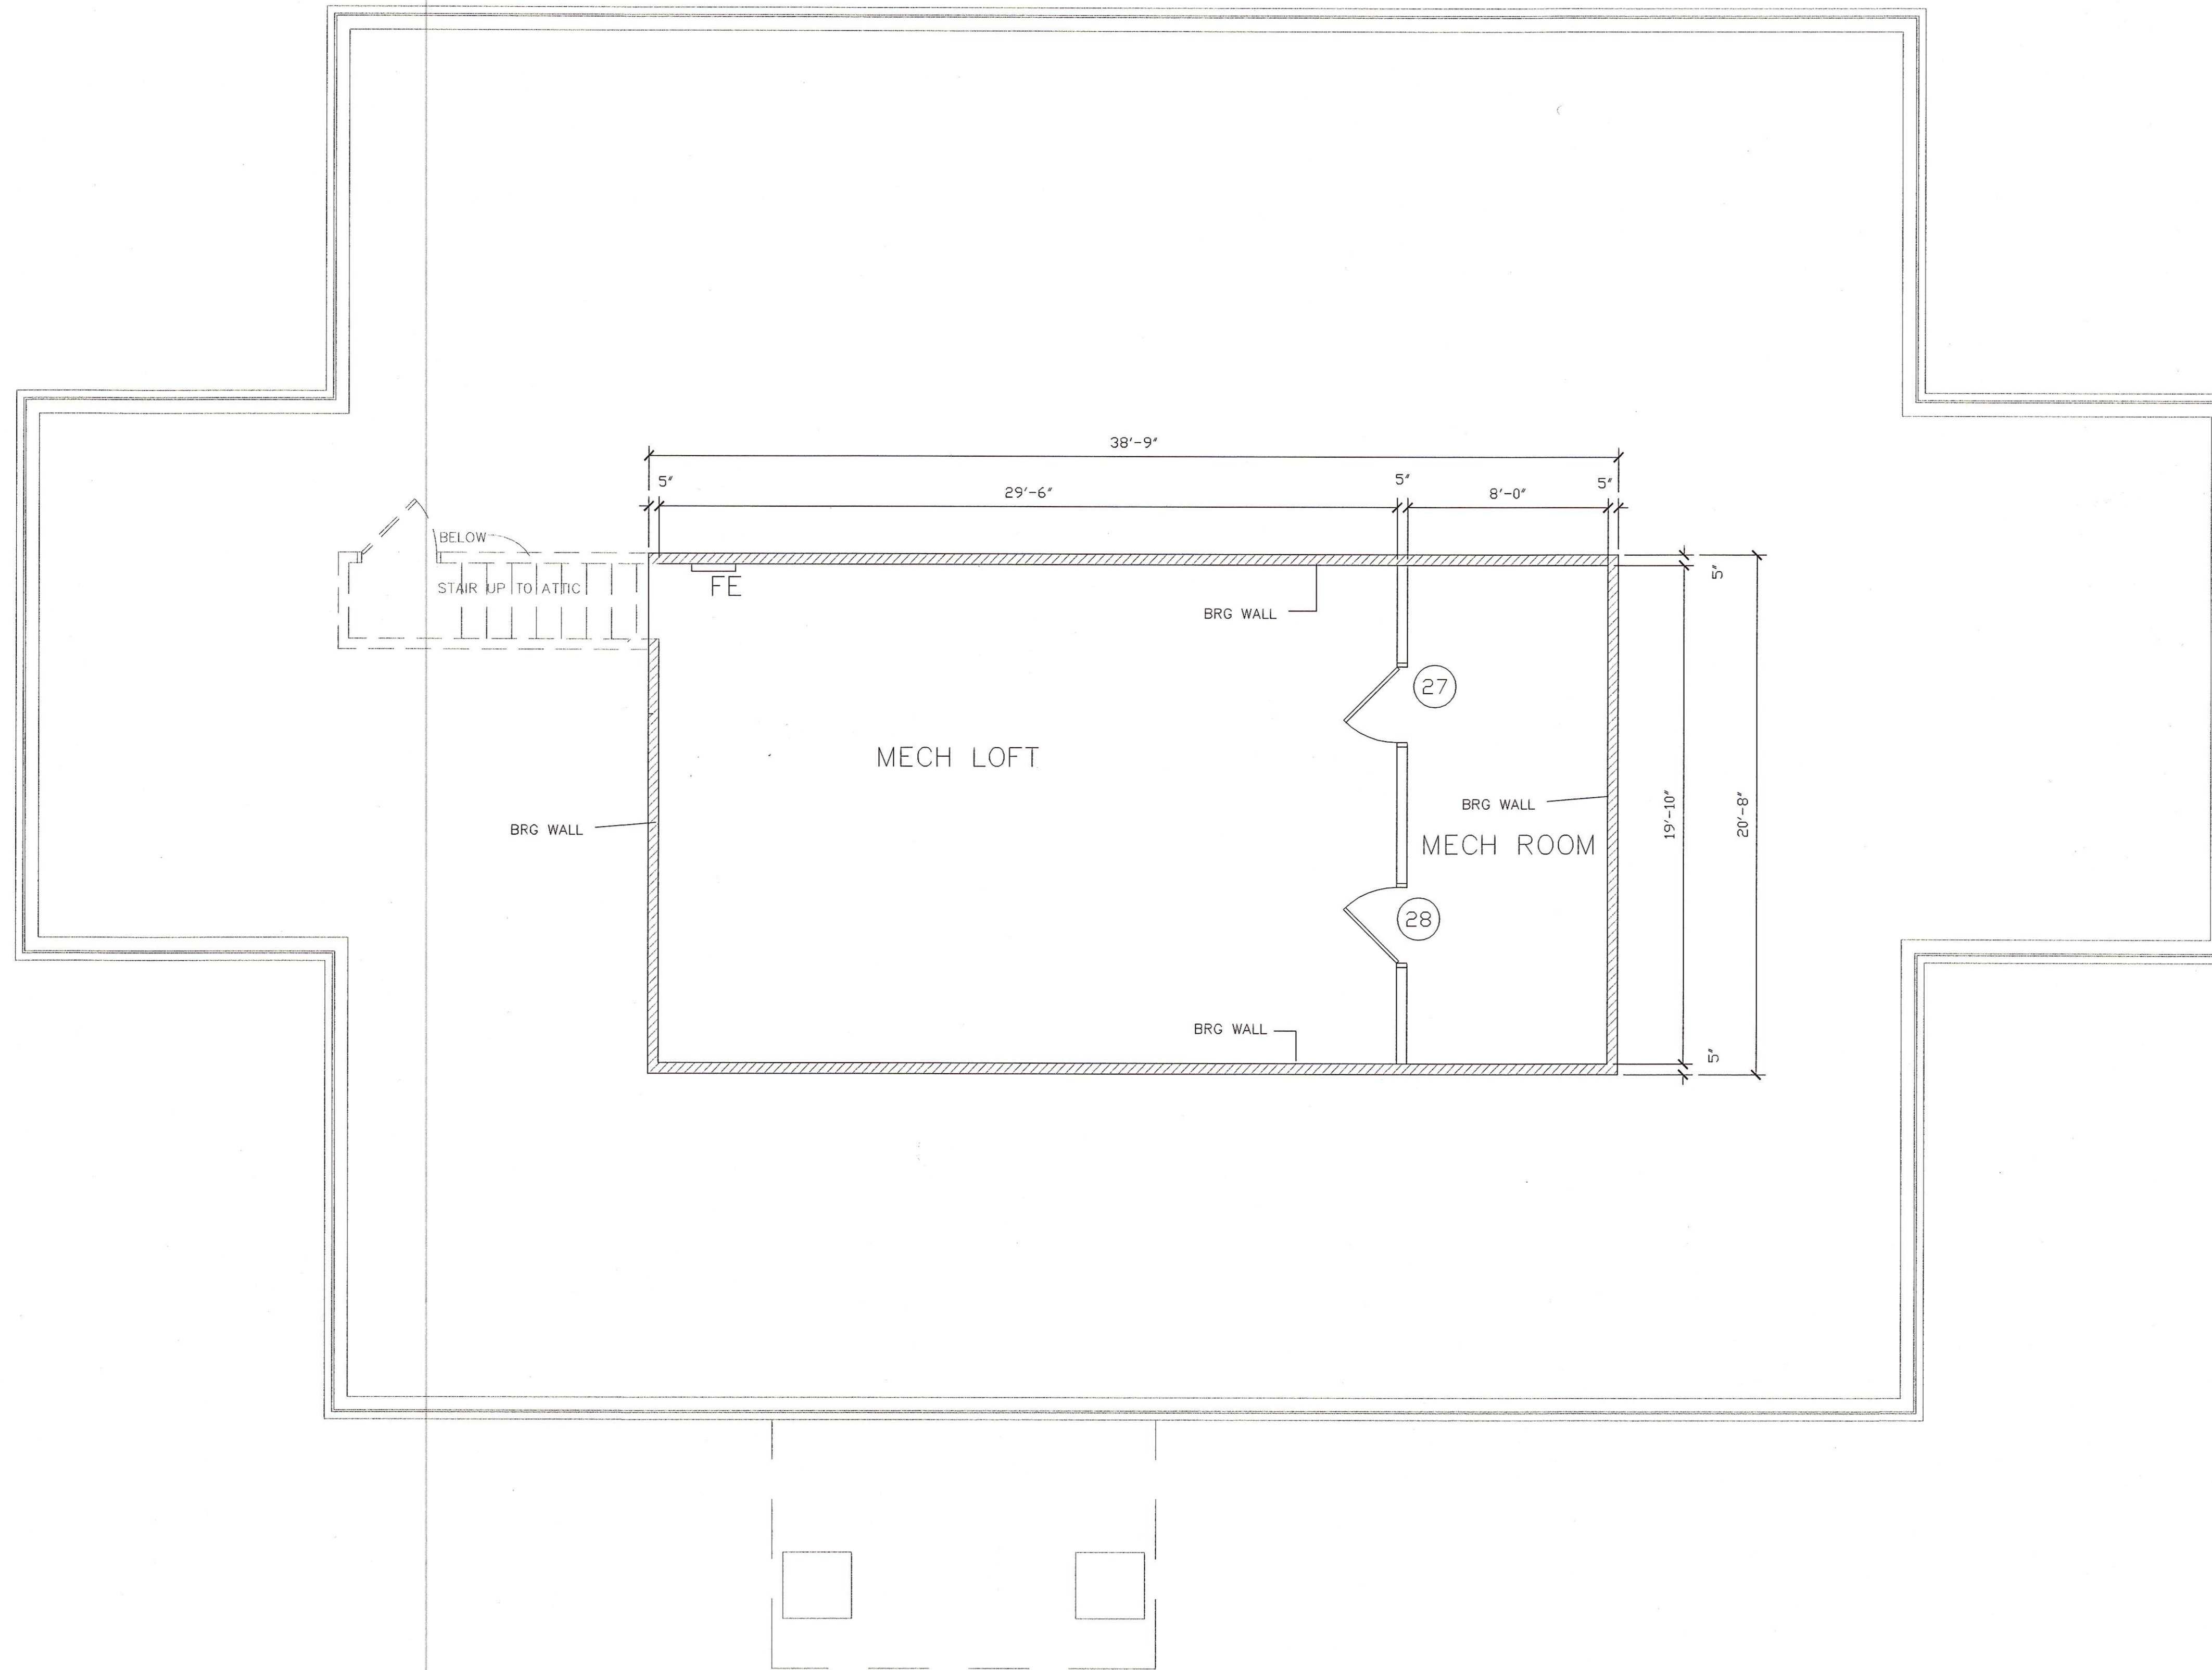 38'-9"
5"
29'-6"
5"
8'-0"
5"
BELOW
STAIR UP TO ATTIC
FE
BRG WALL
5"
27
MECH LOFT
BRG WALL
BRG WALL
MECH ROOM
19'-10"
20'-8"
28
BRG WALL
5"